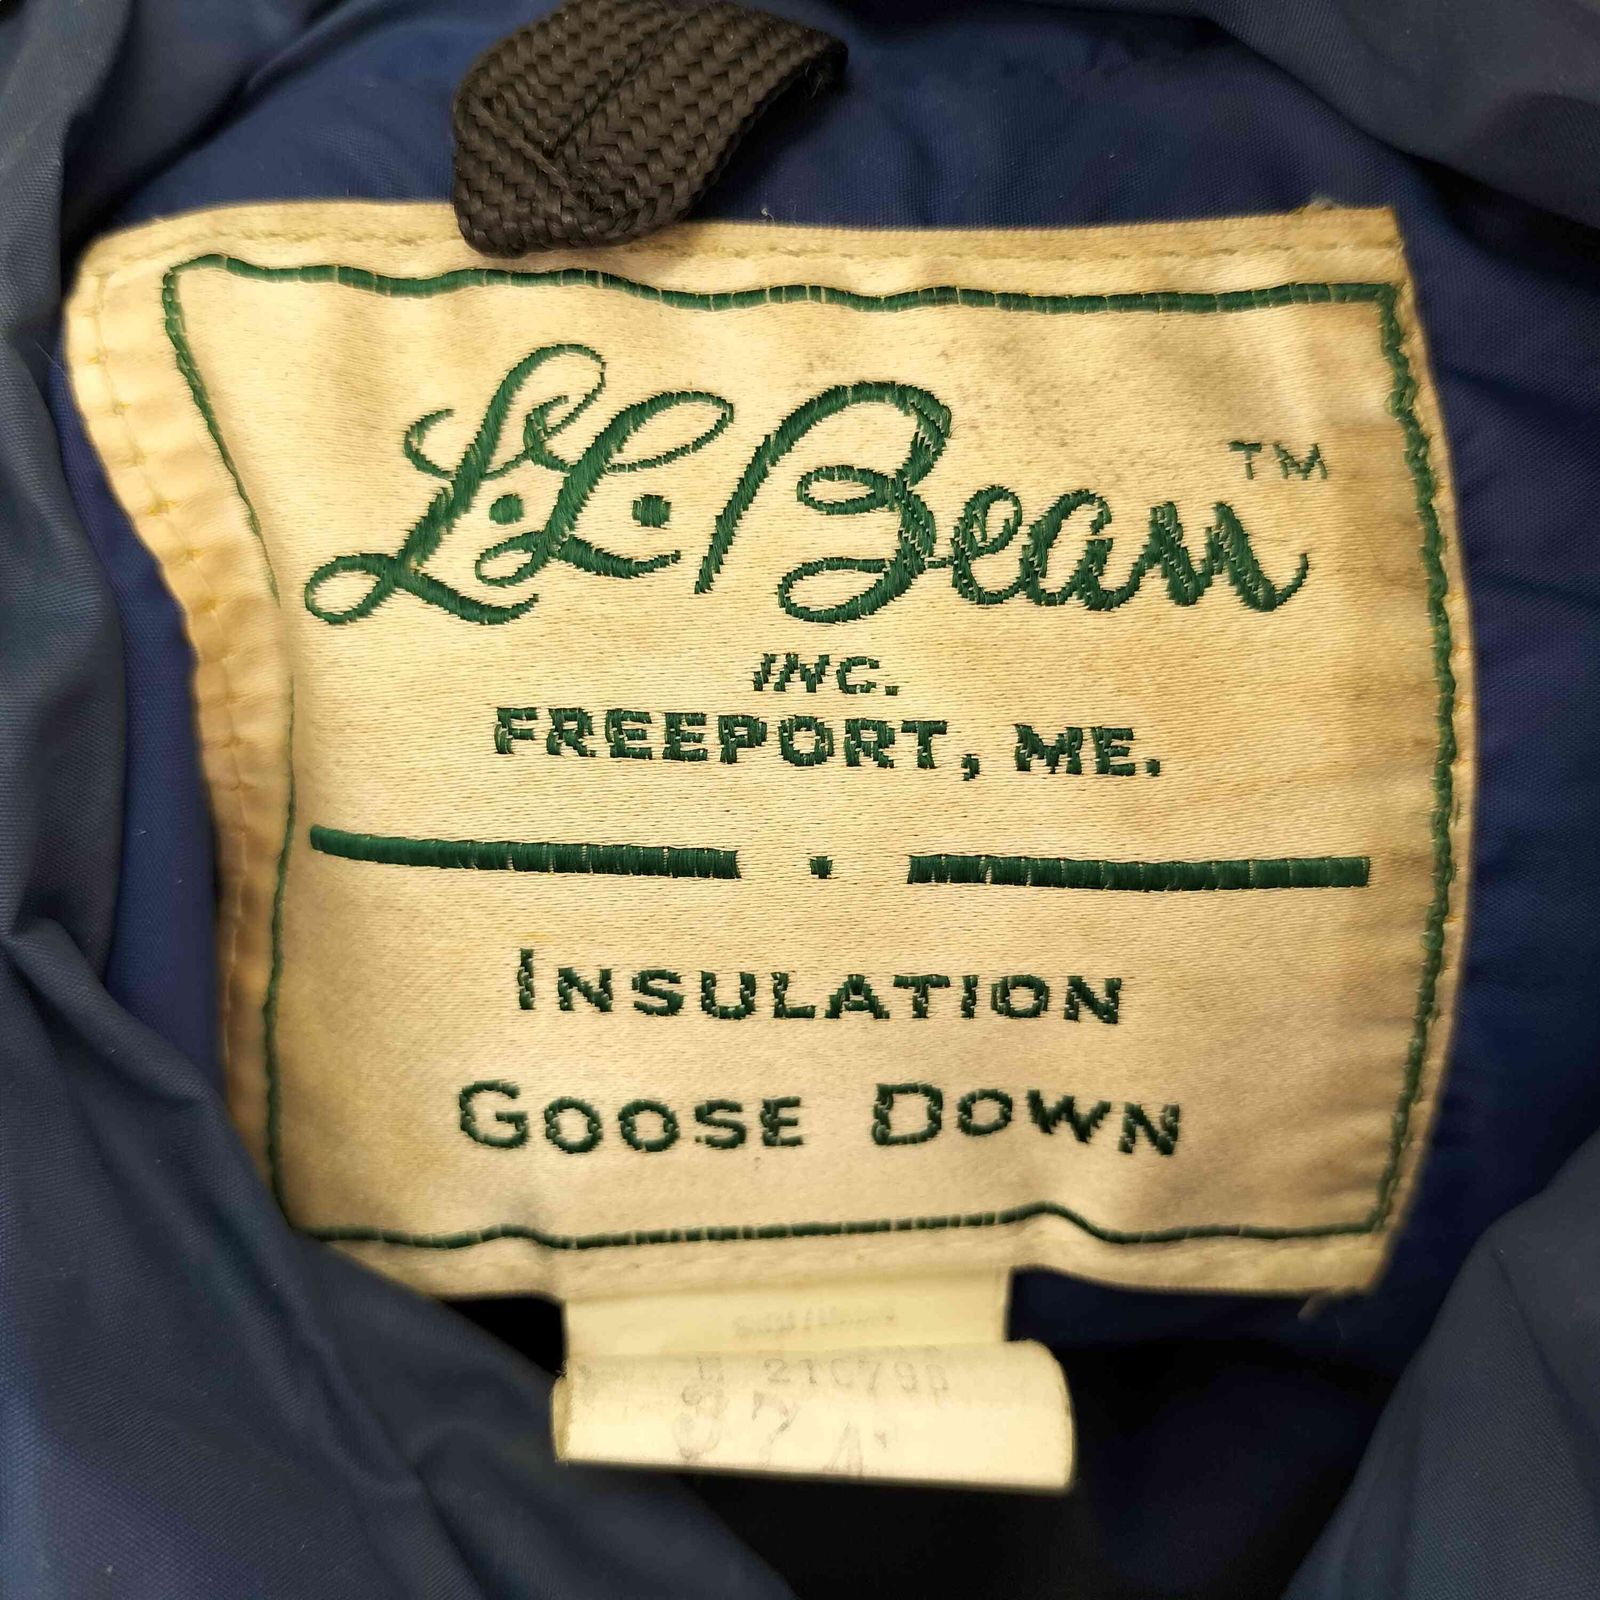 L.L.Bean™
INC.
FREEPORT, ME.
INSULATION
GOOSE DOWN